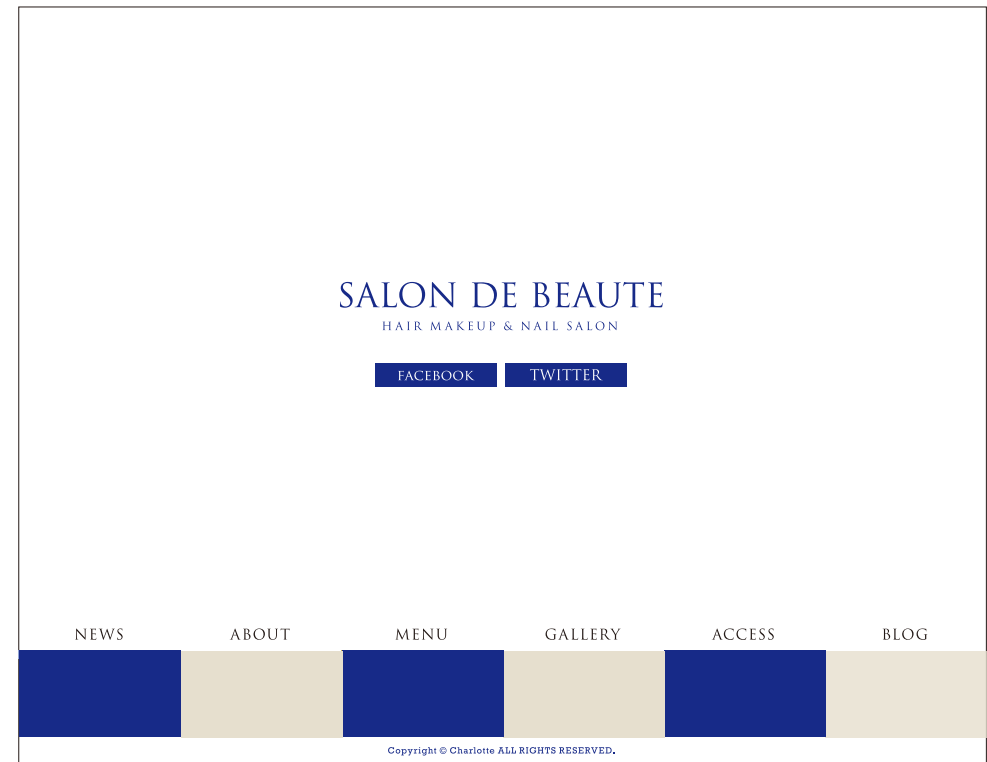 SALON DE BEAUTE
HAIR MAKEUP & NAIL SALON
FACEBOOK TWITTER
NEWS ABOUT MENU GALLERY ACCESS BLOG
Copyright © Charlotte ALL RIGHTS RESERVED.